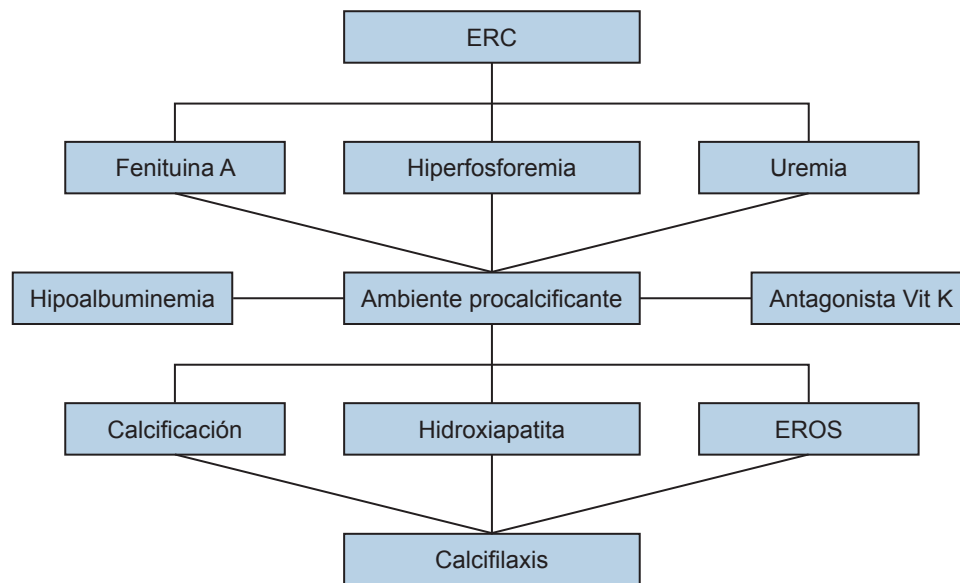 ERC
Fenituina A
Hiperfosforemia
Uremia
Hipoalbuminemia
Ambiente procalcificante
Antagonista Vit K
Calcificación
Hidroxiapatita
EROS
Calcifilaxis